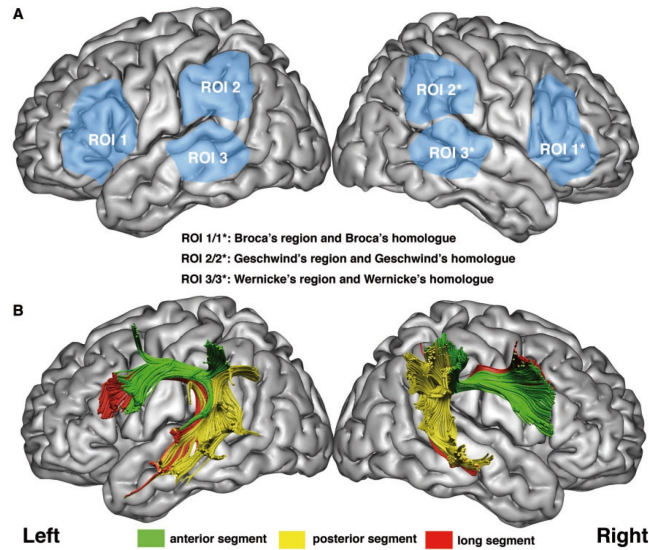 A
ROI 1
ROI 2
ROI 3
ROI 2*
ROI 3*
ROI 1*
ROI 1/1*: Broca's region and Broca's homologue
ROI 2/2*: Geschwind's region and Geschwind's homologue
ROI 3/3*: Wernicke's region and Wernicke's homologue
B
Left
anterior segment
posterior segment
long segment
Right